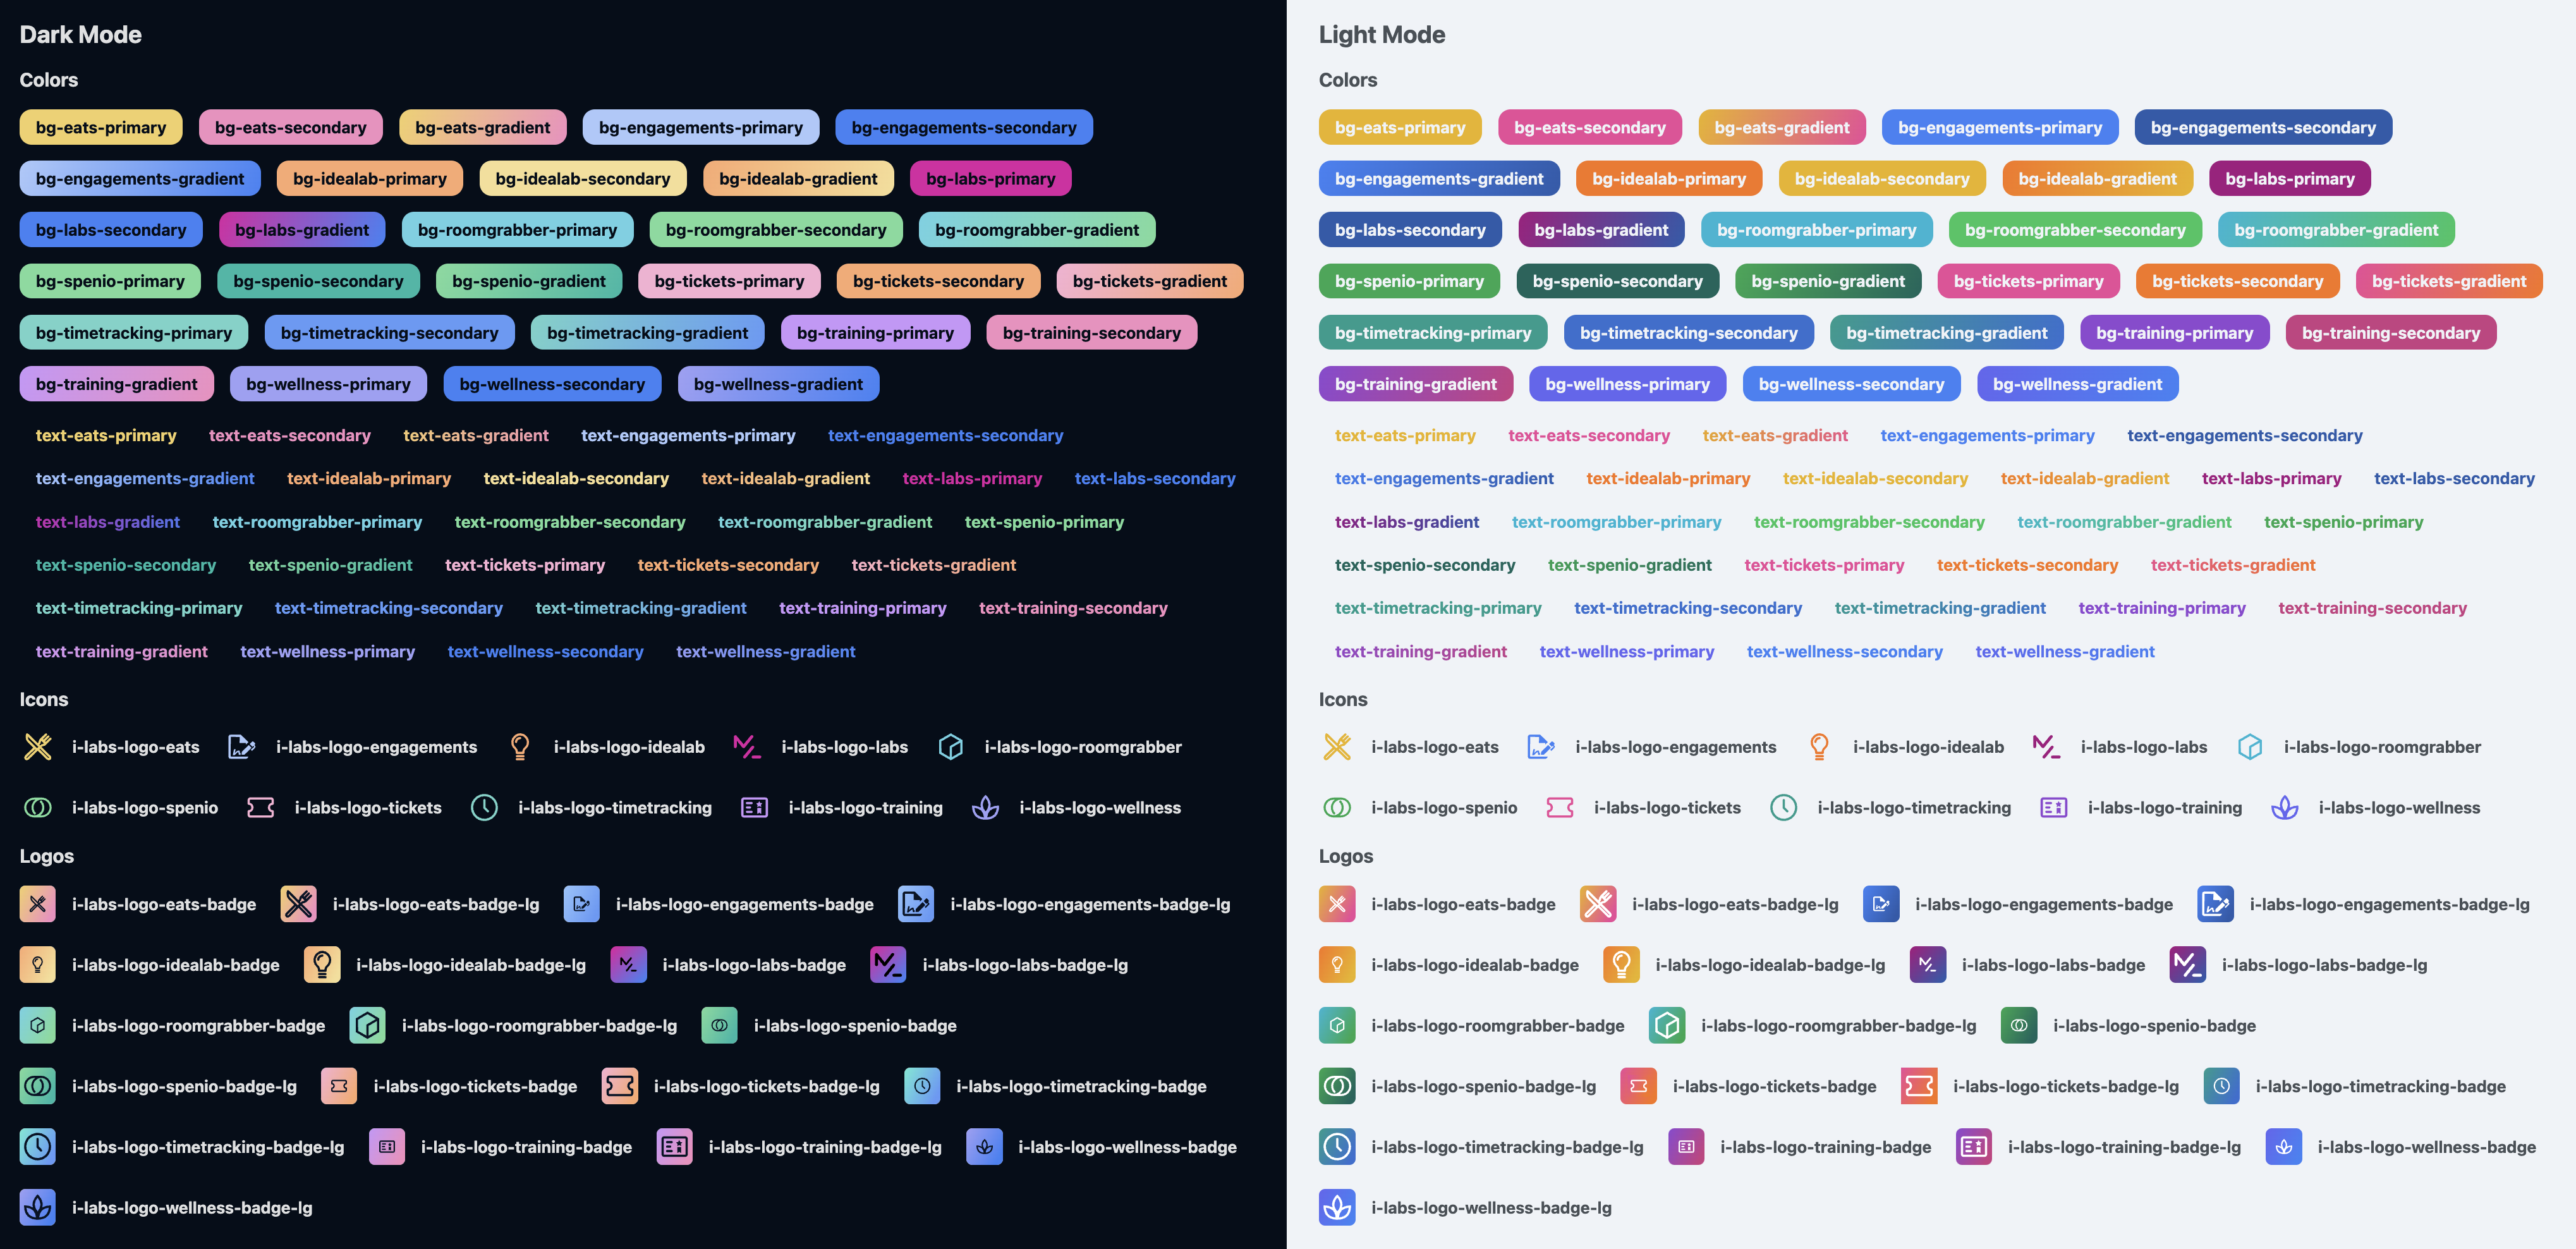 Dark Mode
Colors
bg-eats-primary bg-eats-secondary bg-eats-gradient bg-engagements-primary bg-engagements-secondary
bg-engagements-gradient bg-idealab-primary bg-idealab-secondary bg-idealab-gradient bg-labs-primary
bg-labs-secondary bg-labs-gradient bg-roomgrabber-primary bg-roomgrabber-secondary bg-roomgrabber-gradient
bg-spenio-primary bg-spenio-secondary bg-spenio-gradient bg-tickets-primary bg-tickets-secondary bg-tickets-gradient
bg-timetracking-primary bg-timetracking-secondary bg-timetracking-gradient bg-training-primary bg-training-secondary
bg-training-gradient bg-wellness-primary bg-wellness-secondary bg-wellness-gradient
text-eats-primary text-eats-secondary text-eats-gradient text-engagements-primary text-engagements-secondary
text-engagements-gradient text-idealab-primary text-idealab-secondary text-idealab-gradient text-labs-primary text-labs-secondary
text-labs-gradient text-roomgrabber-primary text-roomgrabber-secondary text-roomgrabber-gradient text-spenio-primary
text-spenio-secondary text-spenio-gradient text-tickets-primary text-tickets-secondary text-tickets-gradient
text-timetracking-primary text-timetracking-secondary text-timetracking-gradient text-training-primary text-training-secondary
text-training-gradient text-wellness-primary text-wellness-secondary text-wellness-gradient
Icons
i-labs-logo-eats i-labs-logo-engagements i-labs-logo-idealab i-labs-logo-labs i-labs-logo-roomgrabber
i-labs-logo-spenio i-labs-logo-tickets i-labs-logo-timetracking i-labs-logo-training i-labs-logo-wellness
Logos
i-labs-logo-eats-badge i-labs-logo-eats-badge-lg i-labs-logo-engagements-badge i-labs-logo-engagements-badge-lg
i-labs-logo-idealab-badge i-labs-logo-idealab-badge-lg i-labs-logo-labs-badge i-labs-logo-labs-badge-lg
i-labs-logo-roomgrabber-badge i-labs-logo-roomgrabber-badge-lg i-labs-logo-spenio-badge
i-labs-logo-spenio-badge-lg i-labs-logo-tickets-badge i-labs-logo-tickets-badge-lg i-labs-logo-timetracking-badge
i-labs-logo-timetracking-badge-lg i-labs-logo-training-badge i-labs-logo-training-badge-lg i-labs-logo-wellness-badge
i-labs-logo-wellness-badge-lg
Light Mode
Colors
bg-eats-primary bg-eats-secondary bg-eats-gradient bg-engagements-primary bg-engagements-secondary
bg-engagements-gradient bg-idealab-primary bg-idealab-secondary bg-idealab-gradient bg-labs-primary
bg-labs-secondary bg-labs-gradient bg-roomgrabber-primary bg-roomgrabber-secondary bg-roomgrabber-gradient
bg-spenio-primary bg-spenio-secondary bg-spenio-gradient bg-tickets-primary bg-tickets-secondary bg-tickets-gradient
bg-timetracking-primary bg-timetracking-secondary bg-timetracking-gradient bg-training-primary bg-training-secondary
bg-training-gradient bg-wellness-primary bg-wellness-secondary bg-wellness-gradient
text-eats-primary text-eats-secondary text-eats-gradient text-engagements-primary text-engagements-secondary
text-engagements-gradient text-idealab-primary text-idealab-secondary text-idealab-gradient text-labs-primary text-labs-secondary
text-labs-gradient text-roomgrabber-primary text-roomgrabber-secondary text-roomgrabber-gradient text-spenio-primary
text-spenio-secondary text-spenio-gradient text-tickets-primary text-tickets-secondary text-tickets-gradient
text-timetracking-primary text-timetracking-secondary text-timetracking-gradient text-training-primary text-training-secondary
text-training-gradient text-wellness-primary text-wellness-secondary text-wellness-gradient
Icons
i-labs-logo-eats i-labs-logo-engagements i-labs-logo-idealab i-labs-logo-labs i-labs-logo-roomgrabber
i-labs-logo-spenio i-labs-logo-tickets i-labs-logo-timetracking i-labs-logo-training i-labs-logo-wellness
Logos
i-labs-logo-eats-badge i-labs-logo-eats-badge-lg i-labs-logo-engagements-badge i-labs-logo-engagements-badge-lg
i-labs-logo-idealab-badge i-labs-logo-idealab-badge-lg i-labs-logo-labs-badge i-labs-logo-labs-badge-lg
i-labs-logo-roomgrabber-badge i-labs-logo-roomgrabber-badge-lg i-labs-logo-spenio-badge
i-labs-logo-spenio-badge-lg i-labs-logo-tickets-badge i-labs-logo-tickets-badge-lg i-labs-logo-timetracking-badge
i-labs-logo-timetracking-badge-lg i-labs-logo-training-badge i-labs-logo-training-badge-lg i-labs-logo-wellness-badge
i-labs-logo-wellness-badge-lg